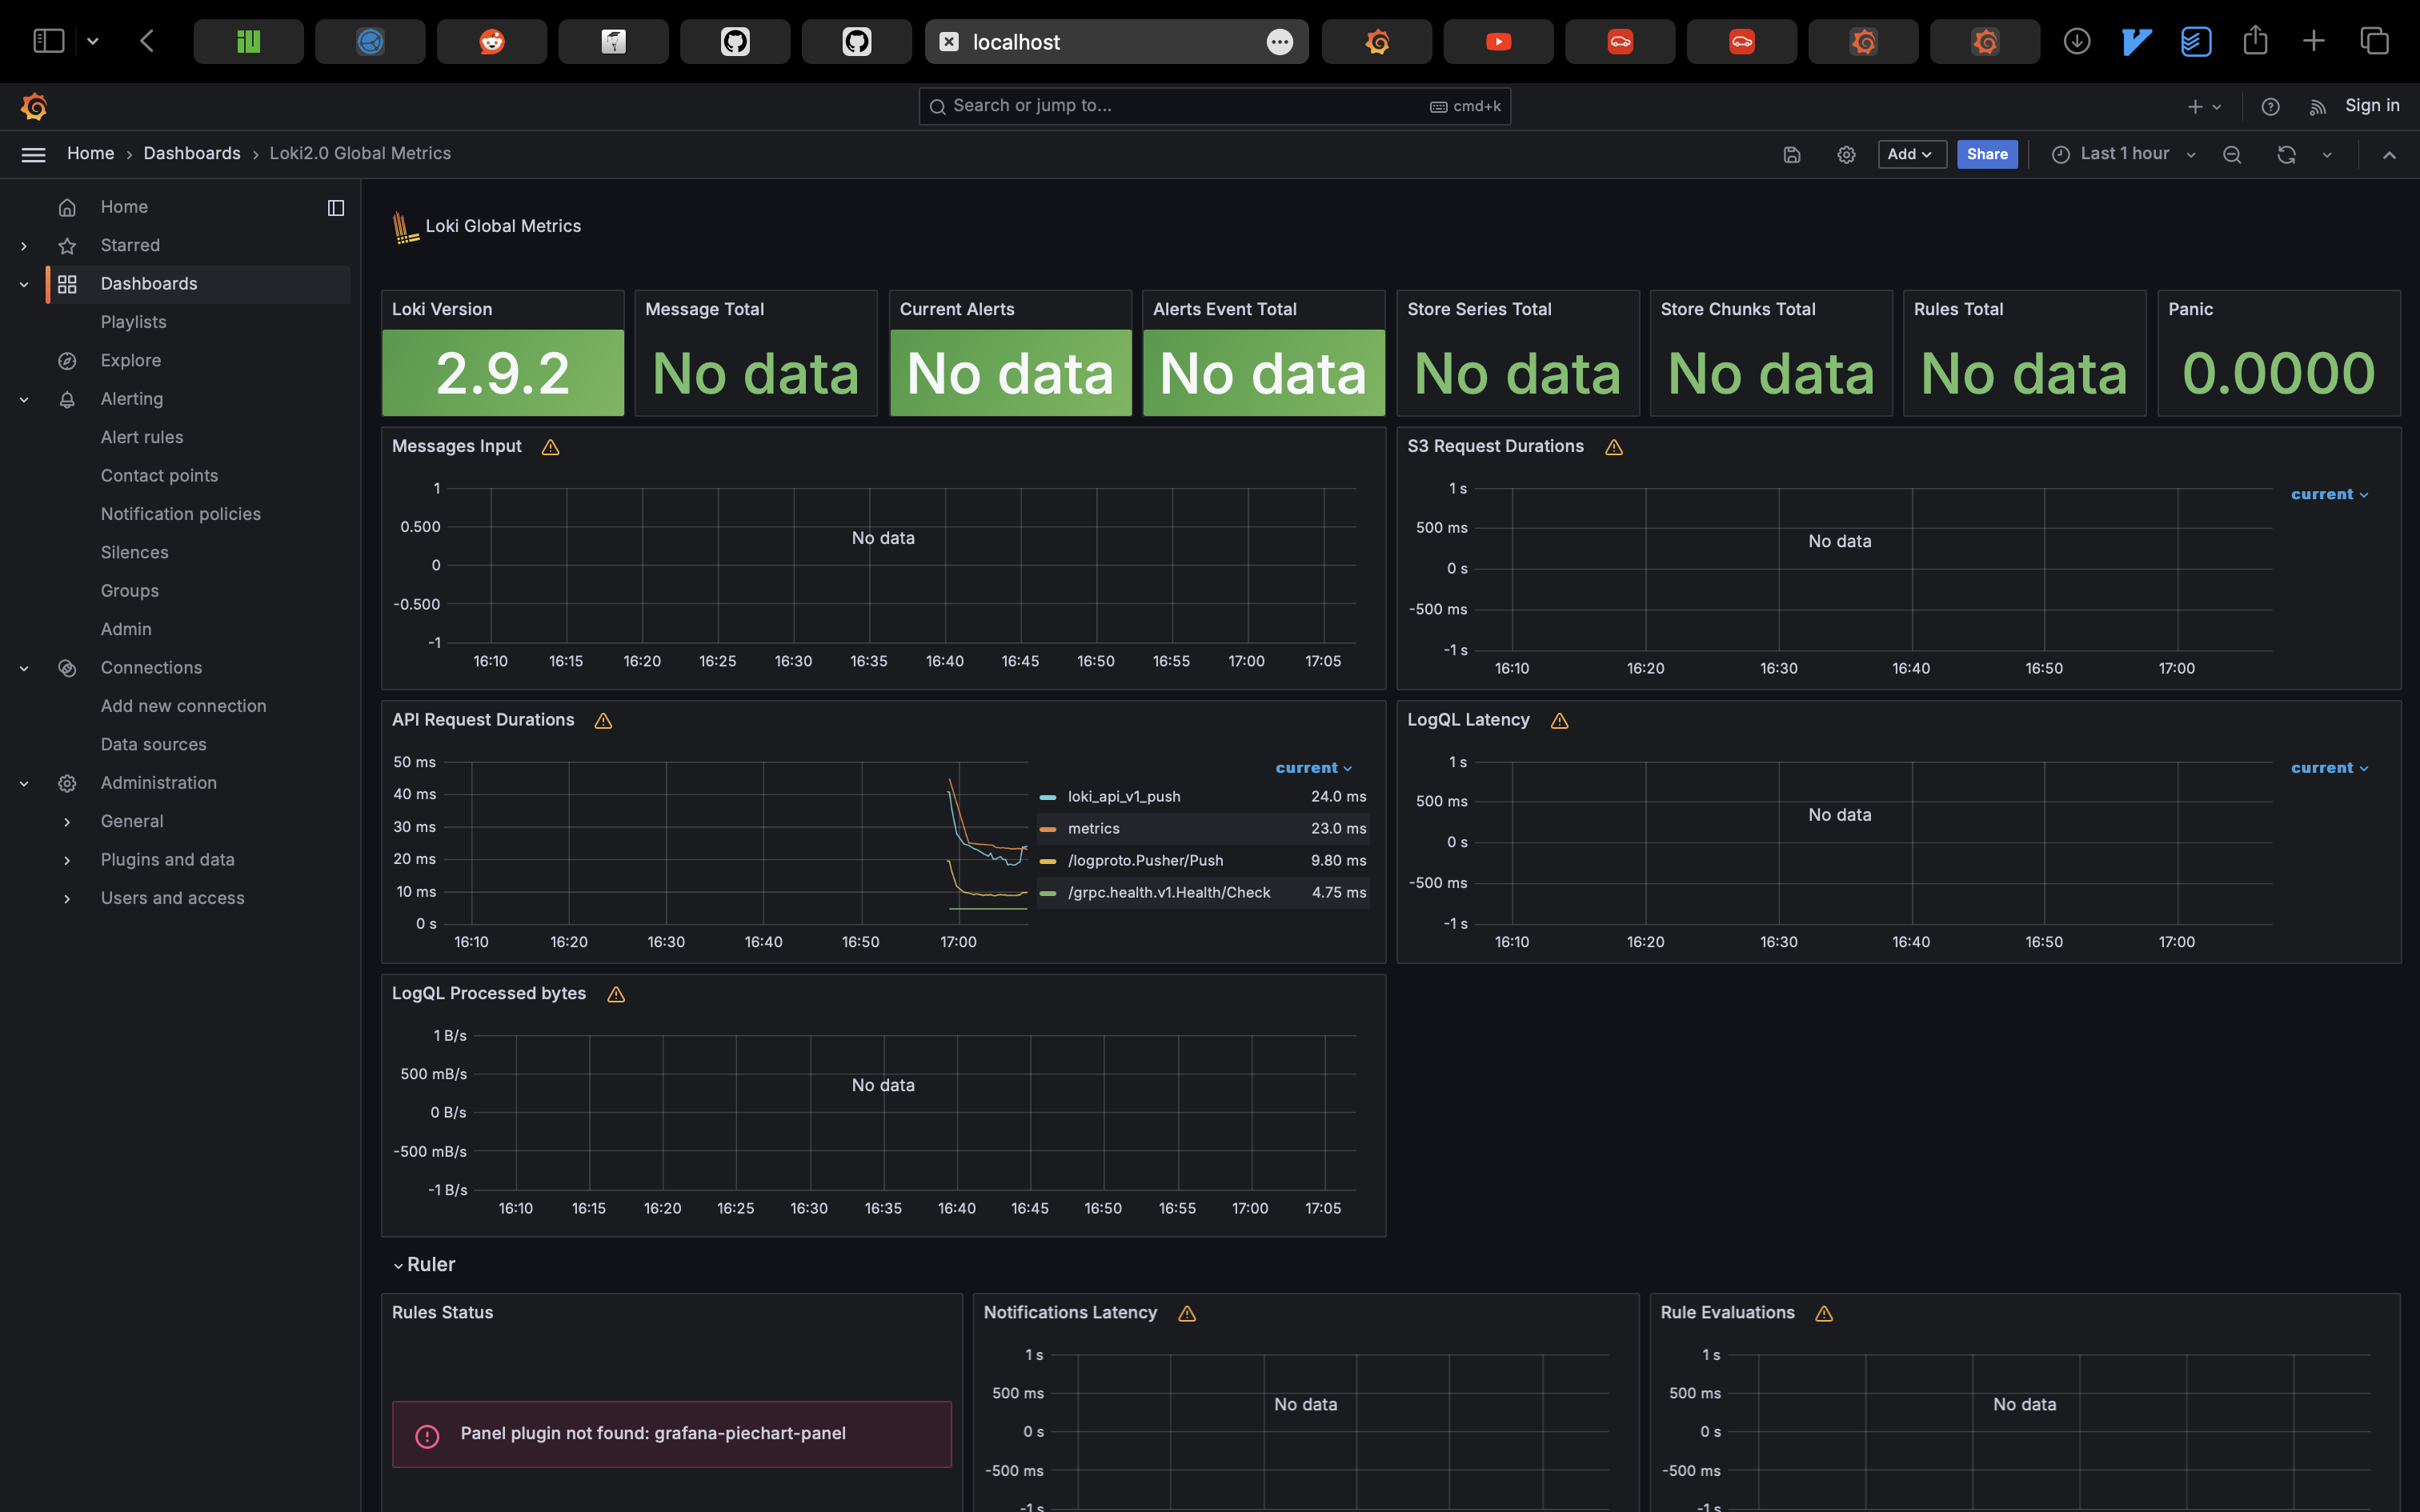 localhost
Search or jump to...
cmd+k
Sign in
Home › Dashboards › Loki2.0 Global Metrics
Add
Share
Last 1 hour
Home
Starred
Dashboards
Playlists
Explore
Alerting
Alert rules
Contact points
Notification policies
Silences
Groups
Admin
Connections
Add new connection
Data sources
Administration
General
Plugins and data
Users and access
Loki Global Metrics
Loki Version
2.9.2
Message Total
No data
Current Alerts
No data
Alerts Event Total
No data
Store Series Total
No data
Store Chunks Total
No data
Rules Total
No data
Panic
0.0000
Messages Input
1
0.500
0
-0.500
-1
No data
16:10 16:15 16:20 16:25 16:30 16:35 16:40 16:45 16:50 16:55 17:00 17:05
S3 Request Durations
1 s
500 ms
0 s
-500 ms
-1 s
No data
current
16:10 16:20 16:30 16:40 16:50 17:00
API Request Durations
50 ms
40 ms
30 ms
20 ms
10 ms
0 s
16:10 16:20 16:30 16:40 16:50 17:00
current
loki_api_v1_push 24.0 ms
metrics 23.0 ms
/logproto.Pusher/Push 9.80 ms
/grpc.health.v1.Health/Check 4.75 ms
LogQL Latency
1 s
500 ms
0 s
-500 ms
-1 s
No data
current
16:10 16:20 16:30 16:40 16:50 17:00
LogQL Processed bytes
1 B/s
500 mB/s
0 B/s
-500 mB/s
-1 B/s
No data
16:10 16:15 16:20 16:25 16:30 16:35 16:40 16:45 16:50 16:55 17:00 17:05
Ruler
Rules Status
Panel plugin not found: grafana-piechart-panel
Notifications Latency
1 s
500 ms
0 s
-500 ms
-1 s
No data
Rule Evaluations
1 s
500 ms
0 s
-500 ms
-1 s
No data